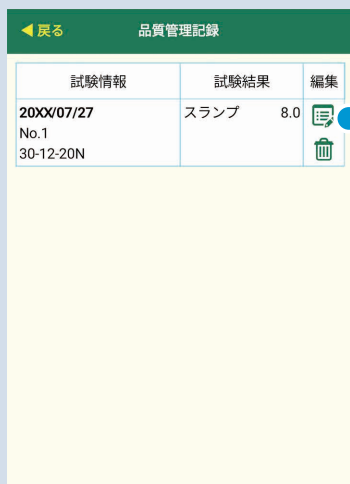 ◀戻る 品質管理記録
試験情報 試験結果 編集
20XX/07/27 スランプ 8.0
No.1
30-12-20N